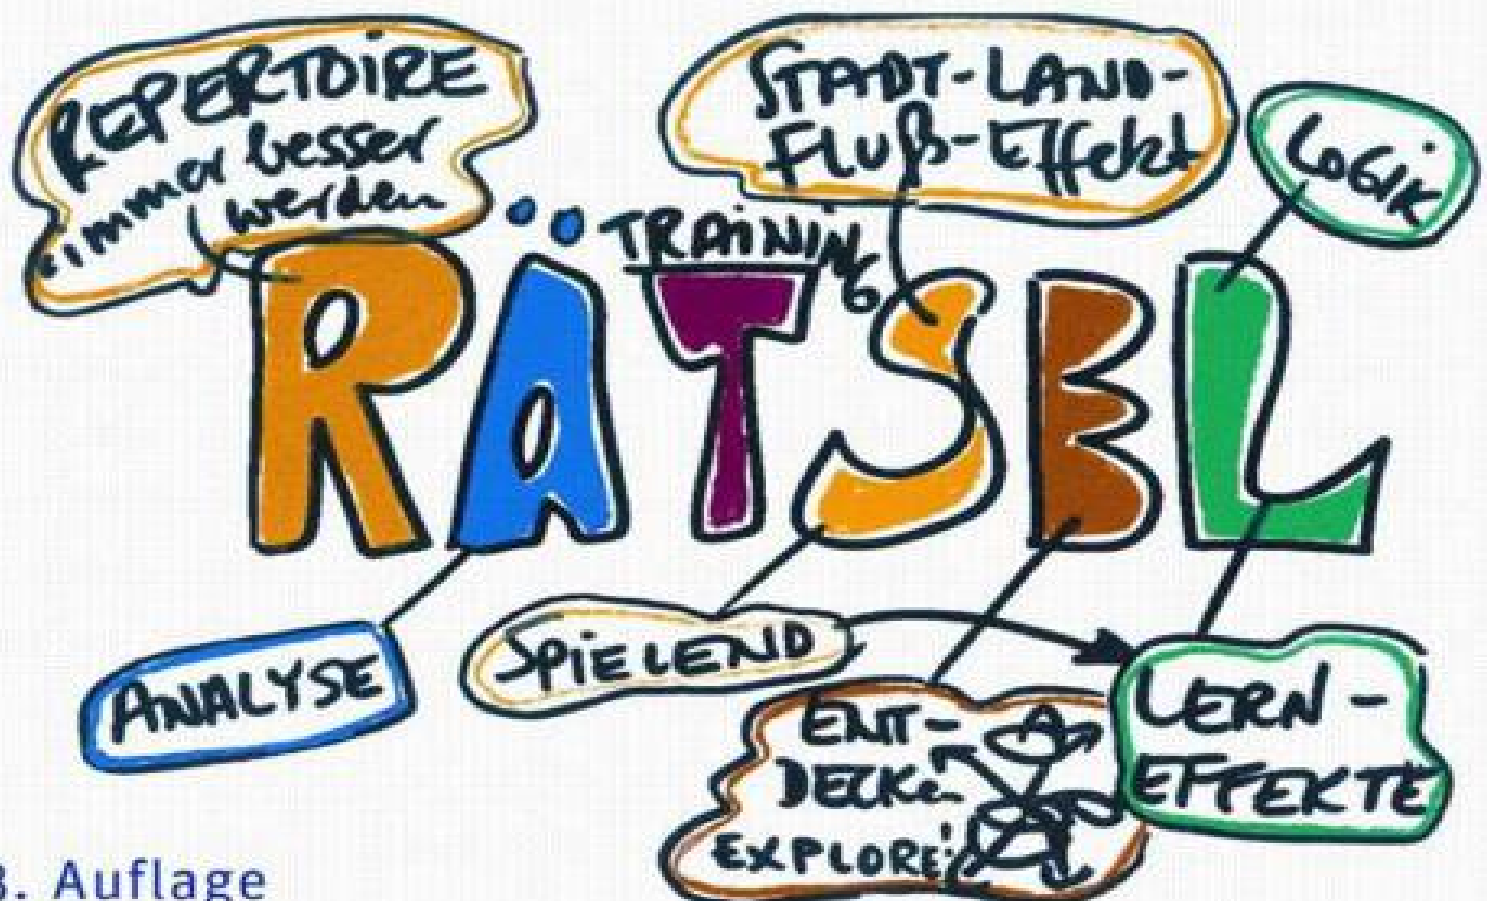 REPERTOIRE
immer besser
werden
STADT-LAND-
Fluß-Effekt
LOGIK
TRAINING
RÄTSEL
ANALYSE
SPIELEND
ENT-
DECKEN
EXPLORE!
LERN-
EFFEKTE
3. Auflage